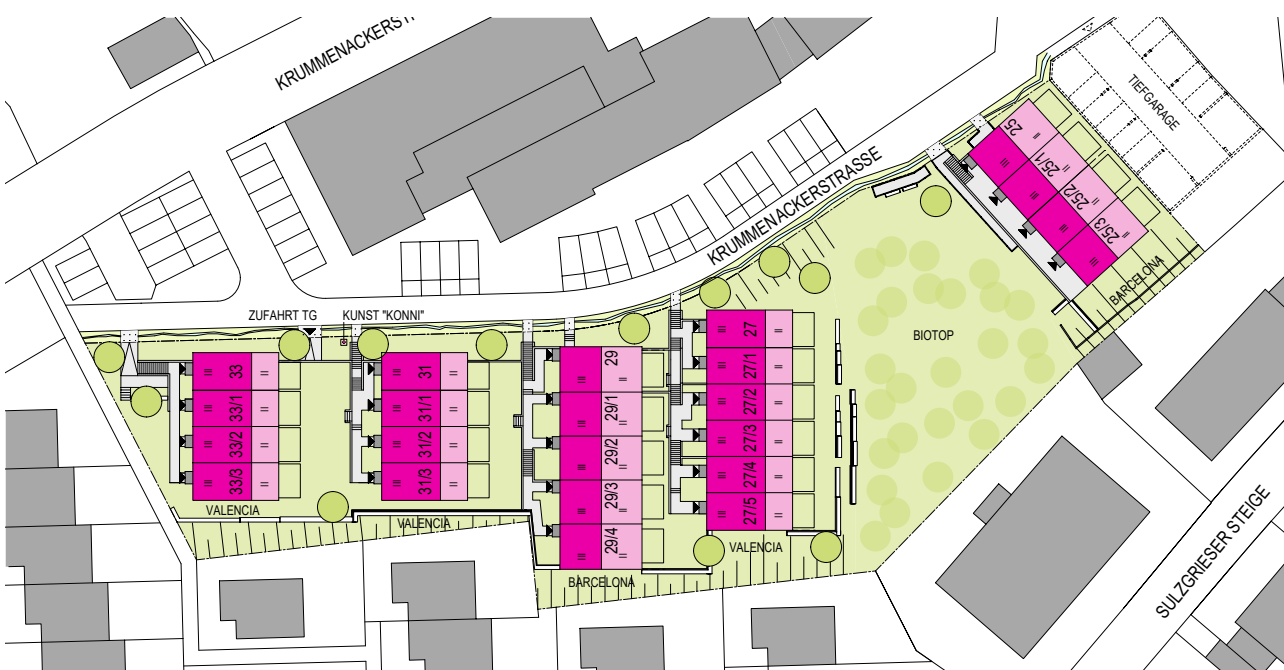 KRUMMENACKERSTR
TIEFGARAGE
KRUMMENACKERSTRASSE
25
25/1
25/2
25/3
BARCELONA
ZUFAHRT TG
KUNST "KONNI"
BIOTOP
33
33/1
33/2
33/3
VALENCIA
31
31/1
31/2
31/3
VALENCIA
29
29/1
29/2
29/3
29/4
BARCELONA
27
27/1
27/2
27/3
27/4
27/5
VALENCIA
SULZGRIESER STEIGE